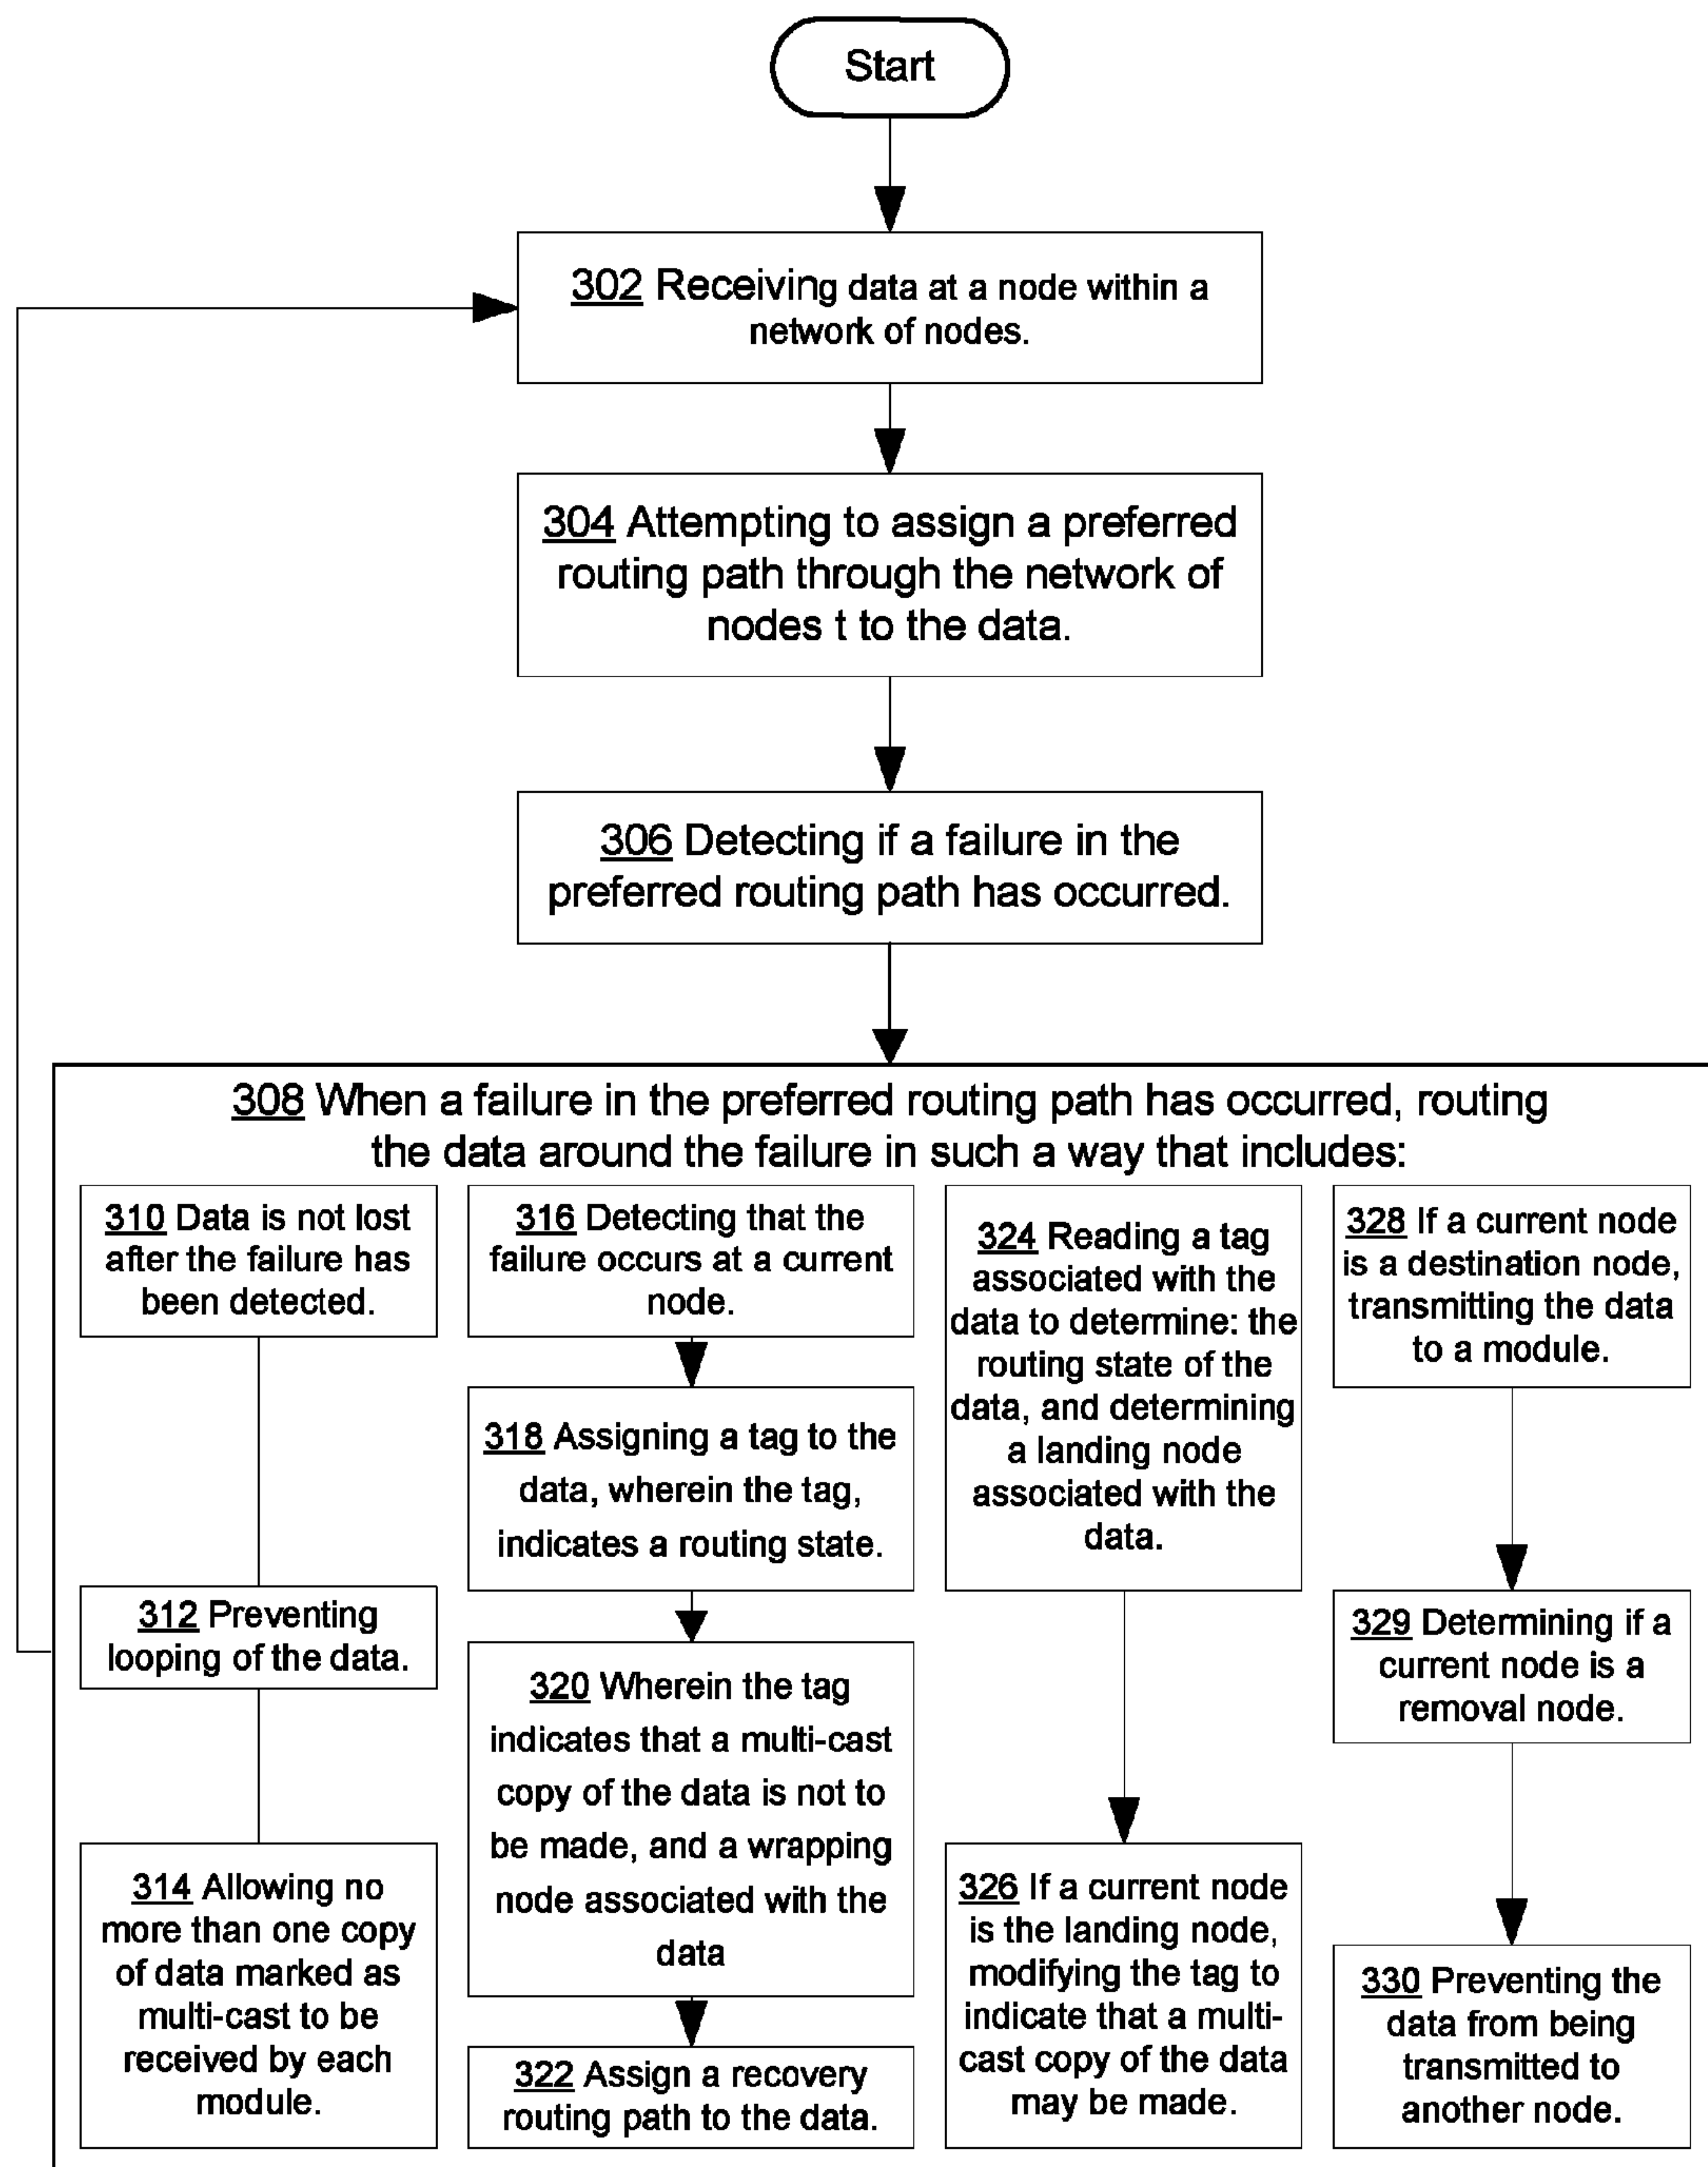 Start
302 Receiving data at a node within a
network of nodes.
304 Attempting to assign a preferred
routing path through the network of
nodes t to the data.
306 Detecting if a failure in the
preferred routing path has occurred.
308 When a failure in the preferred routing path has occurred, routing
the data around the failure in such a way that includes:
310 Data is not lost
after the failure has
been detected.
312 Preventing
looping of the data.
314 Allowing no
more than one copy
of data marked as
multi-cast to be
received by each
module.
316 Detecting that the
failure occurs at a current
node.
318 Assigning a tag to the
data, wherein the tag,
indicates a routing state.
320 Wherein the tag
indicates that a multi-cast
copy of the data is not to
be made, and a wrapping
node associated with the
data
322 Assign a recovery
routing path to the data.
324 Reading a tag
associated with the
data to determine: the
routing state of the
data, and determining
a landing node
associated with the
data.
326 If a current node
is the landing node,
modifying the tag to
indicate that a multi-
cast copy of the data
may be made.
328 If a current node
is a destination node,
transmitting the data
to a module.
329 Determining if a
current node is a
removal node.
330 Preventing the
data from being
transmitted to
another node.